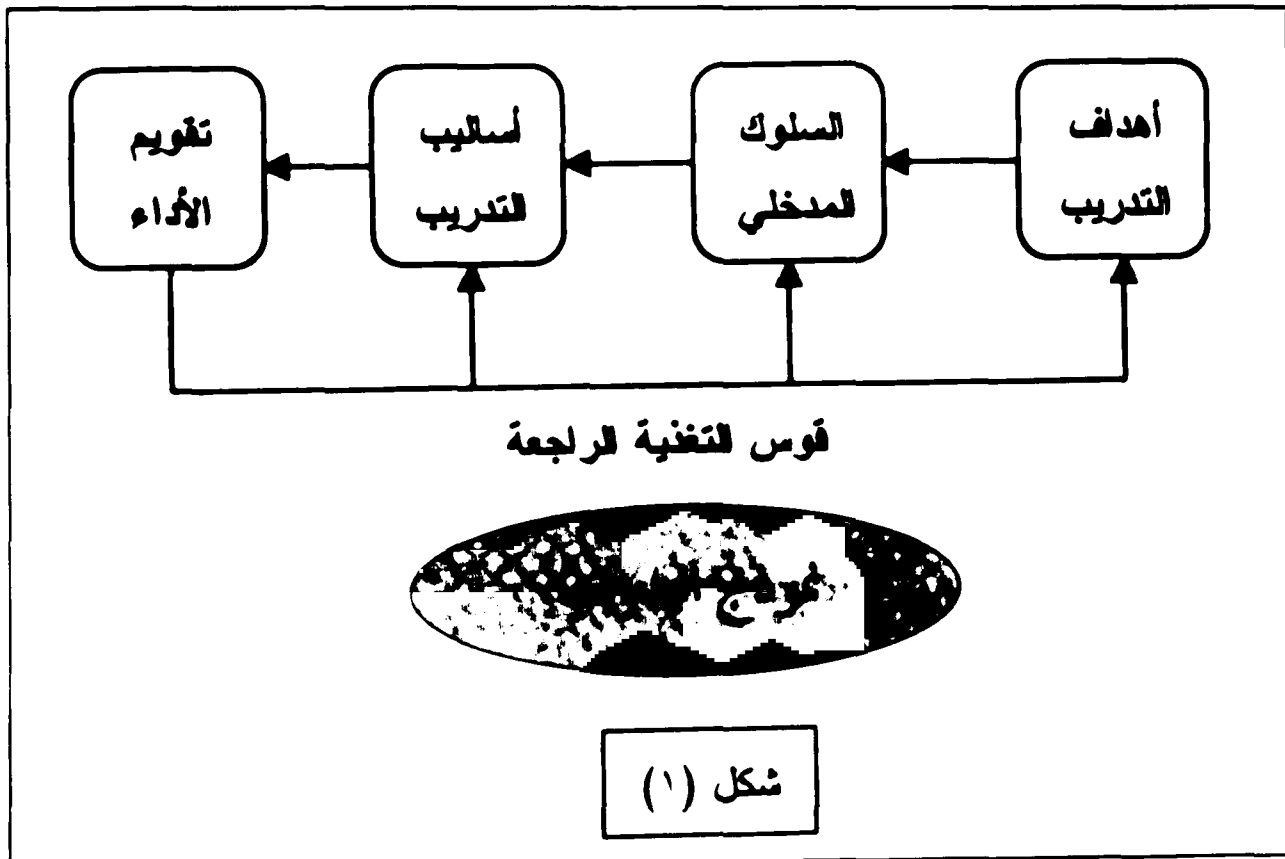 أهداف
التدريب
السلوك
المدخلي
أساليب
التدريب
تقويم
الأداء
قوس التغذية الراجعة
شكل (١)